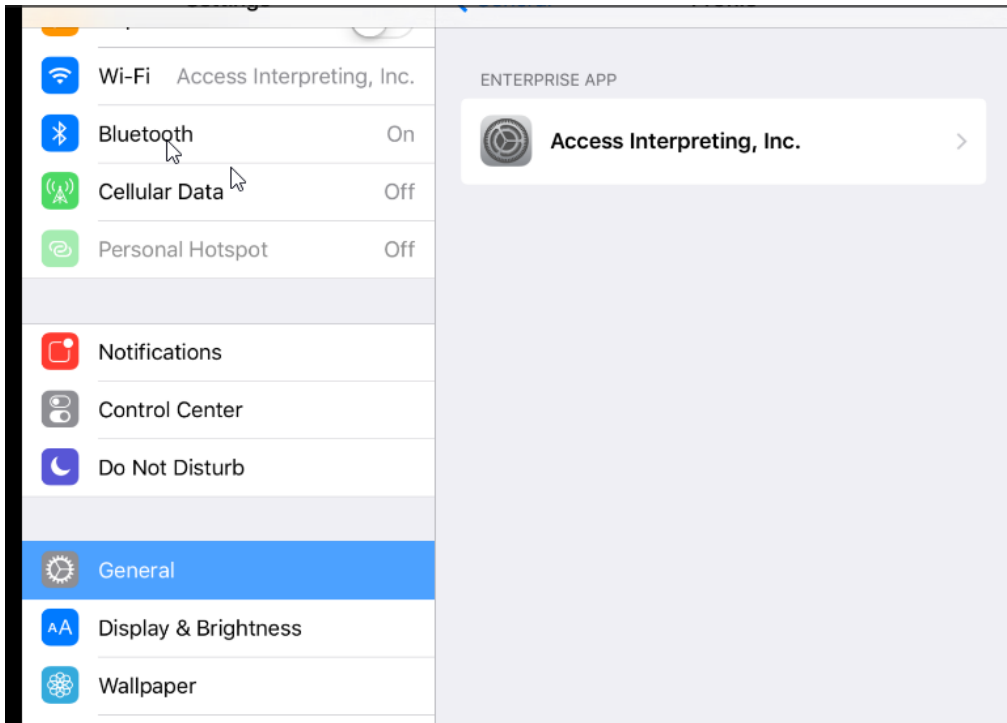 Wi-Fi Access Interpreting, Inc.
Bluetooth On
Cellular Data Off
Personal Hotspot Off
Notifications
Control Center
Do Not Disturb
General
AA Display & Brightness
Wallpaper
ENTERPRISE APP
Access Interpreting, Inc.